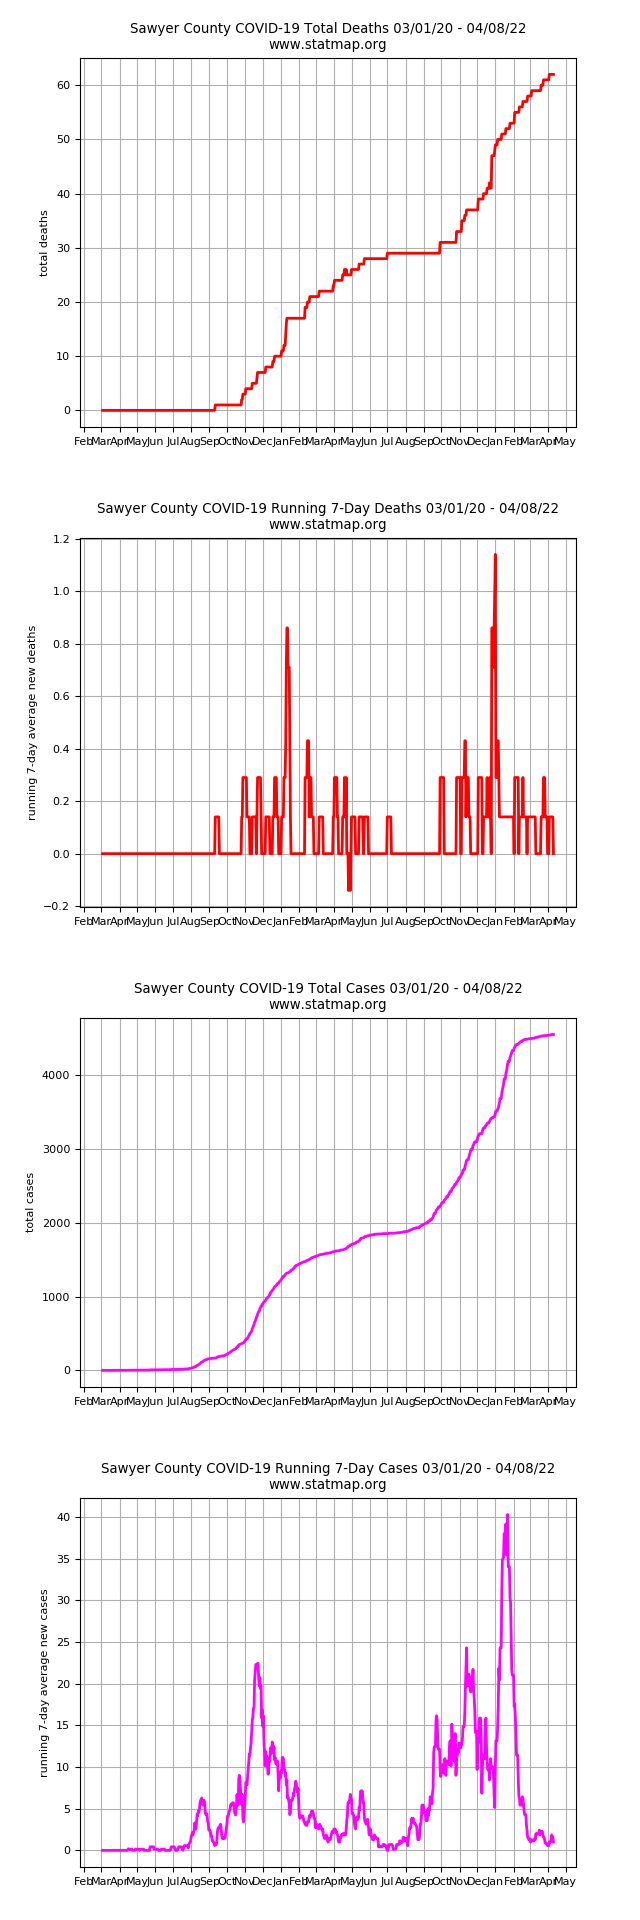 Sawyer County COVID-19 Total Deaths 03/01/20 - 04/08/22
www.statmap.org
total deaths
60
50
40
30
20
10
0
Feb Mar Apr May Jun Jul Aug Sep Oct Nov Dec Jan Feb Mar Apr May Jun Jul Aug Sep Oct Nov Dec Jan Feb Mar Apr May
Sawyer County COVID-19 Running 7-Day Deaths 03/01/20 - 04/08/22
www.statmap.org
running 7-day average new deaths
1.2
1.0
0.8
0.6
0.4
0.2
0.0
−0.2
Feb Mar Apr May Jun Jul Aug Sep Oct Nov Dec Jan Feb Mar Apr May Jun Jul Aug Sep Oct Nov Dec Jan Feb Mar Apr May
Sawyer County COVID-19 Total Cases 03/01/20 - 04/08/22
www.statmap.org
total cases
4000
3000
2000
1000
0
Feb Mar Apr May Jun Jul Aug Sep Oct Nov Dec Jan Feb Mar Apr May Jun Jul Aug Sep Oct Nov Dec Jan Feb Mar Apr May
Sawyer County COVID-19 Running 7-Day Cases 03/01/20 - 04/08/22
www.statmap.org
running 7-day average new cases
40
35
30
25
20
15
10
5
0
Feb Mar Apr May Jun Jul Aug Sep Oct Nov Dec Jan Feb Mar Apr May Jun Jul Aug Sep Oct Nov Dec Jan Feb Mar Apr May